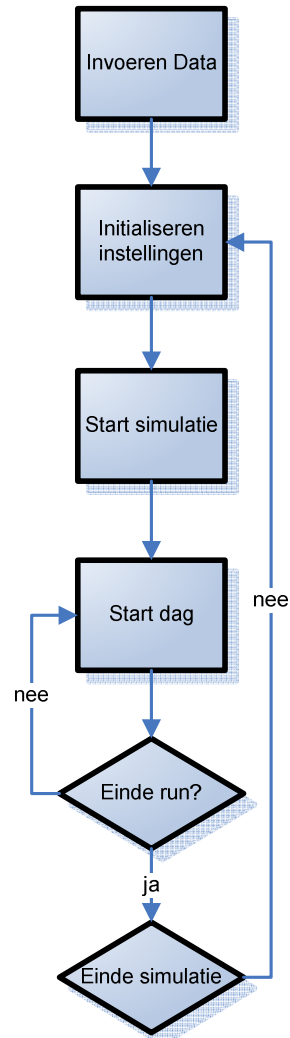 Invoeren Data
Initialiseren
instellingen
Start simulatie
Start dag
nee
nee
Einde run?
ja
Einde simulatie